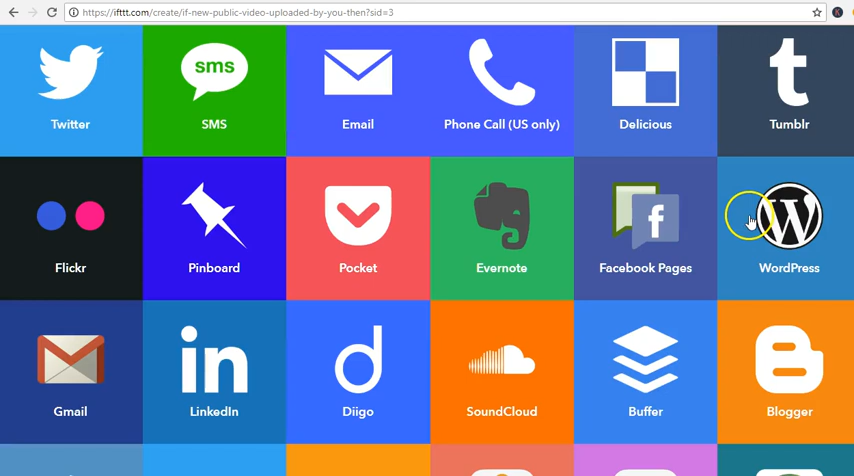 https://ifttt.com/create/if-new-public-video-uploaded-by-you-then?sid=3
sms
Twitter
SMS
Email
Phone Call (US only)
Delicious
Tumblr
Flickr
Pinboard
Pocket
Evernote
Facebook Pages
WordPress
Gmail
LinkedIn
Diigo
SoundCloud
Buffer
Blogger